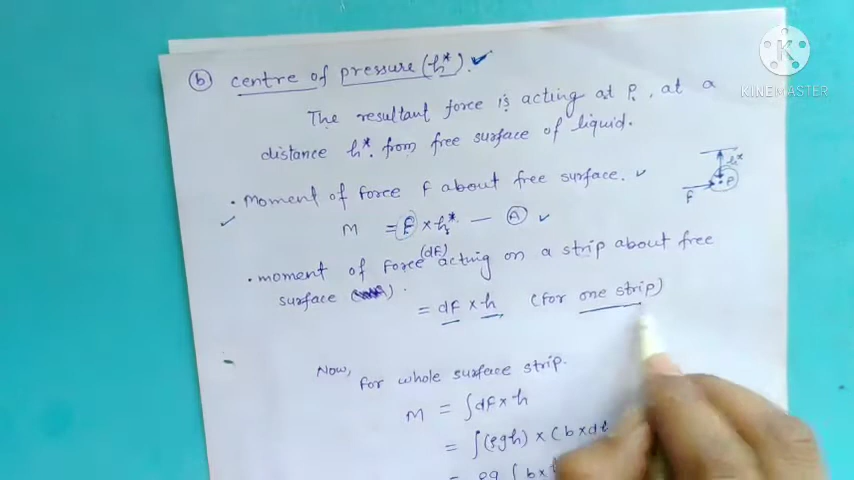 K
KINEMASTER
(b) centre of pressure (h*).
The resultant force is acting at P, at a
distance h*. from free surface of liquid.
• Moment of force F about free surface.
M = F × h* — (A)
h*
F P
• moment of force (dF) acting on a strip about free
surface
= dF × h (for one strip)
Now,
for whole surface strip.
M = ∫dF × h
= ∫(ρgh) × (b × d
= ρg ∫ b ×